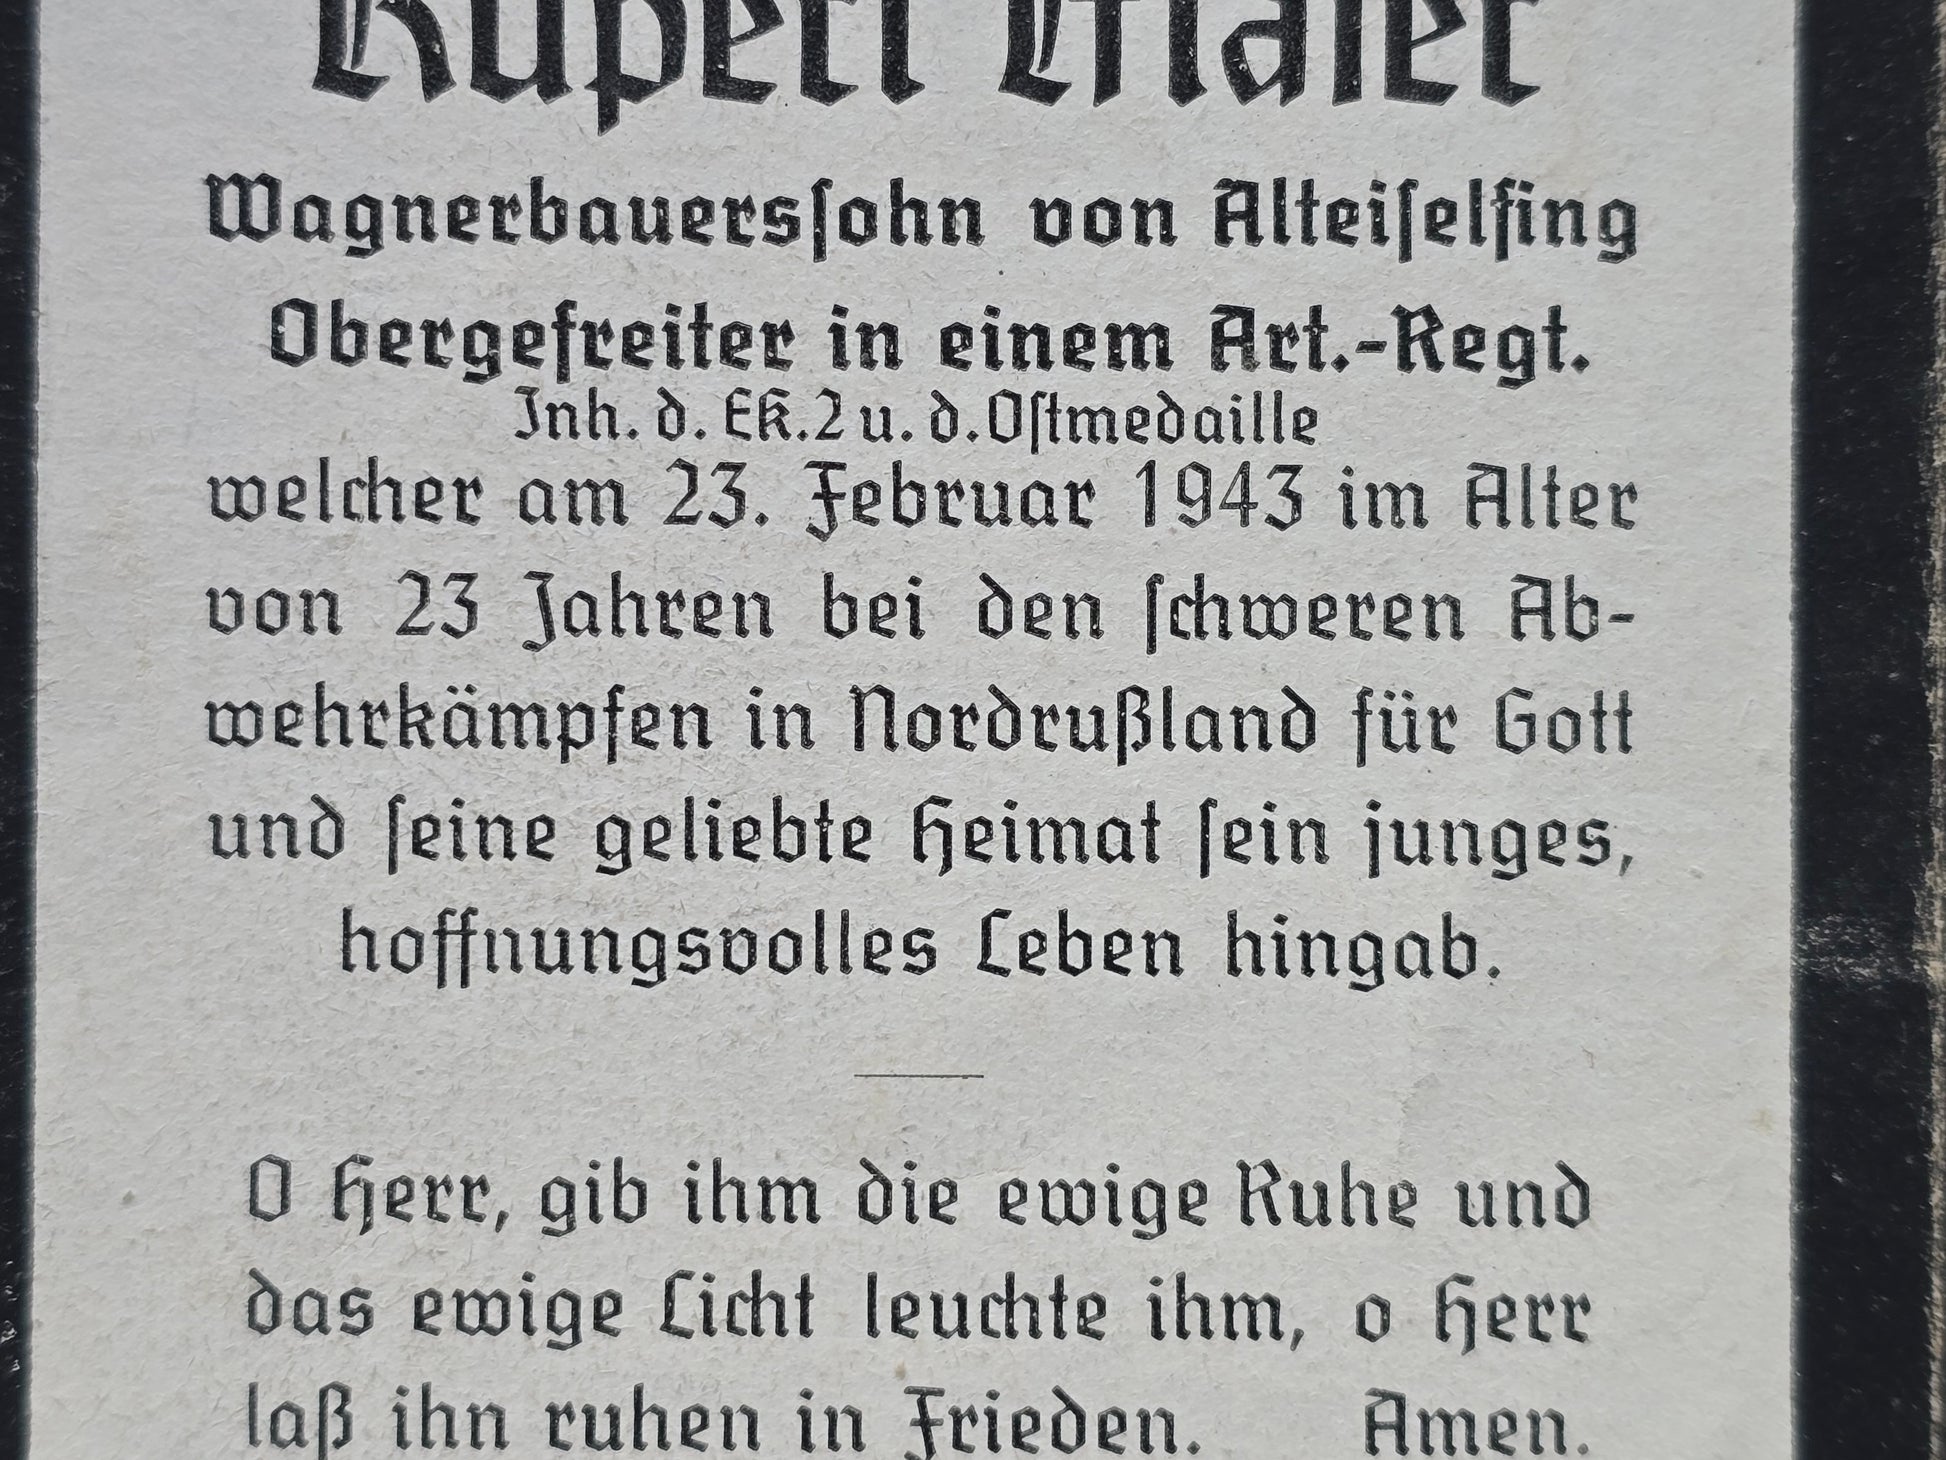 Rupert Maier
Wagnerbauerssohn von Alteiselfing
Obergefreiter in einem Art.-Regt.
Inh. d. EK.2 u. d. Ostmedaille
welcher am 23. Februar 1943 im Alter
von 23 Jahren bei den schweren Ab-
wehrkämpfen in Nordrußland für Gott
und seine geliebte Heimat sein junges,
hoffnungsvolles Leben hingab.
O Herr, gib ihm die ewige Ruhe und
das ewige Licht leuchte ihm, o Herr
laß ihn ruhen in Frieden. Amen.